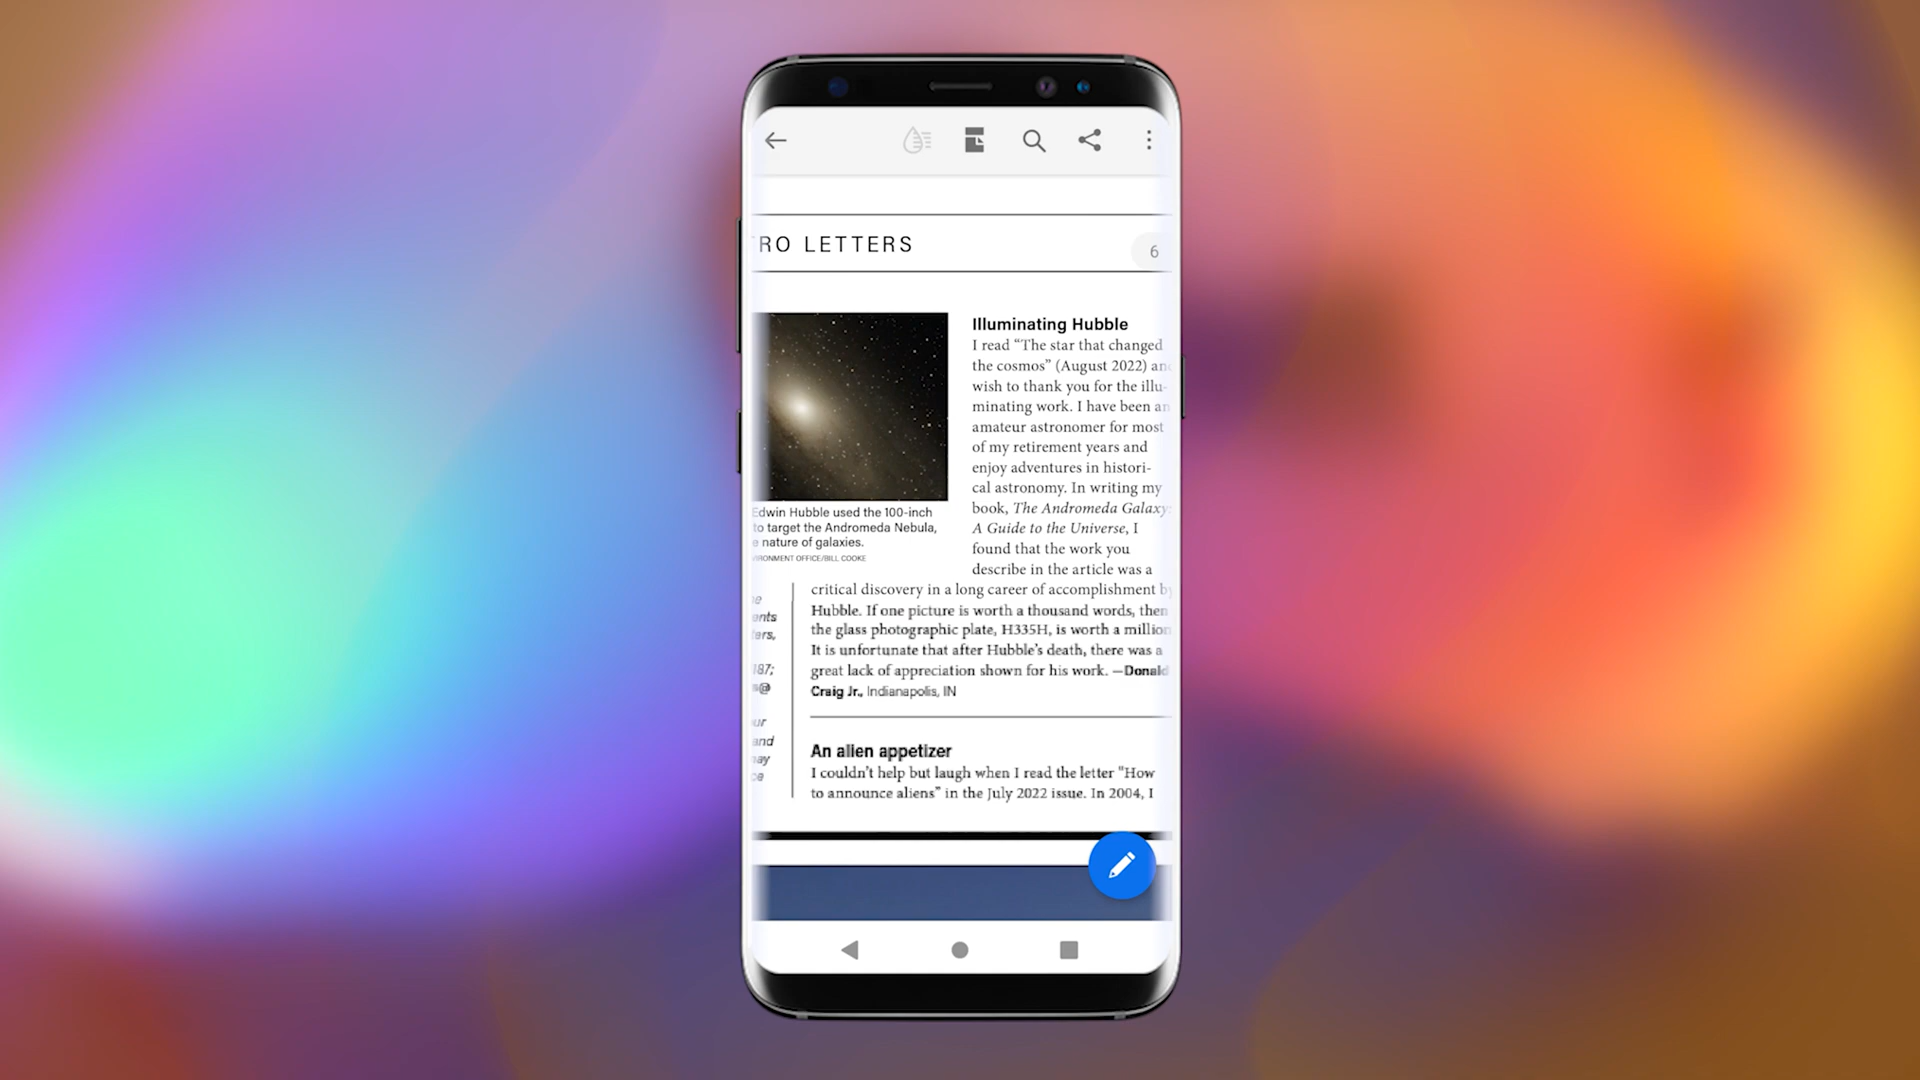 RO LETTERS
6
Edwin Hubble used the 100-inch
to target the Andromeda Nebula,
nature of galaxies.
OFFICE/BILL COOKE
Illuminating Hubble
I read “The star that changed
the cosmos” (August 2022) and
wish to thank you for the illu-
minating work. I have been an
amateur astronomer for most
of my retirement years and
enjoy adventures in histori-
cal astronomy. In writing my
book, The Andromeda Galaxy:
A Guide to the Universe, I
found that the work you
describe in the article was a
critical discovery in a long career of accomplishment by
Hubble. If one picture is worth a thousand words, then
the glass photographic plate, H335H, is worth a million
It is unfortunate that after Hubble’s death, there was a
great lack of appreciation shown for his work. —Donald
Craig Jr., Indianapolis, IN
187;
and
An alien appetizer
I couldn’t help but laugh when I read the letter “How
to announce aliens” in the July 2022 issue. In 2004, I